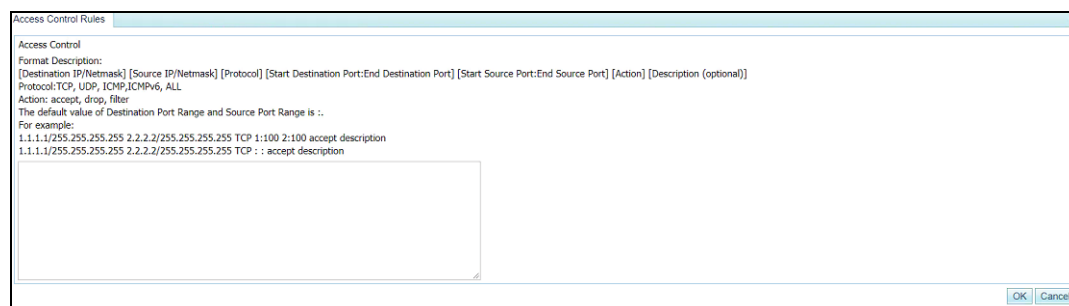 Access Control Rules
Access Control
Format Description:
[Destination IP/Netmask] [Source IP/Netmask] [Protocol] [Start Destination Port:End Destination Port] [Start Source Port:End Source Port] [Action] [Description (optional)]
Protocol:TCP, UDP, ICMP,ICMPv6, ALL
Action: accept, drop, filter
The default value of Destination Port Range and Source Port Range is :.
For example:
1.1.1.1/255.255.255.255 2.2.2.2/255.255.255.255 TCP 1:100 2:100 accept description
1.1.1.1/255.255.255.255 2.2.2.2/255.255.255.255 TCP : : accept description
OK Cancel